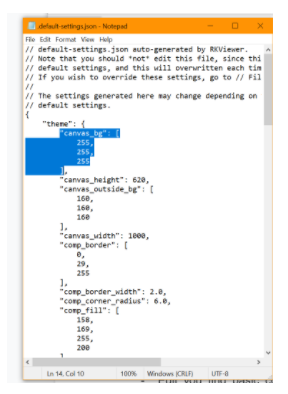 default-settings.json - Notepad
File Edit Format View Help
// default-settings.json auto-generated by RKViewer.
// Note that you should *not* edit this file, since thi
// default settings, and this will overwritten each tim
// If you wish to override these settings, go to // Fil
//
// The settings generated here may change depending on
// default settings.
{
"theme": {
"canvas_bg": [
255,
255,
255
],
"canvas_height": 620,
"canvas_outside_bg": [
160,
160,
160
],
"canvas_width": 1000,
"comp_border": [
0,
29,
255
],
"comp_border_width": 2.0,
"comp_corner_radius": 6.0,
"comp_fill": [
158,
169,
255,
200
]
Ln 14, Col 10 100% Windows (CRLF) UTF-8